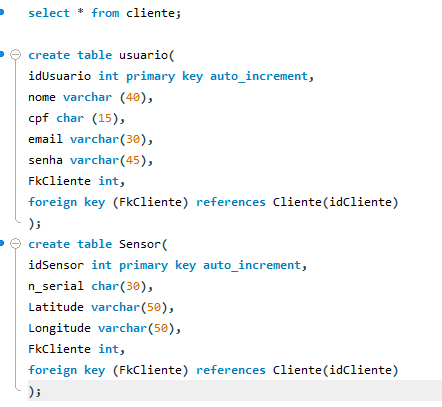 select * from cliente;
create table usuario(
idUsuario int primary key auto_increment,
nome varchar (40),
cpf char (15),
email varchar(30),
senha varchar(45),
FkCliente int,
foreign key (FkCliente) references Cliente(idCliente)
);
create table Sensor(
idSensor int primary key auto_increment,
n_serial char(30),
Latitude varchar(50),
Longitude varchar(50),
FkCliente int,
foreign key (FkCliente) references Cliente(idCliente)
);